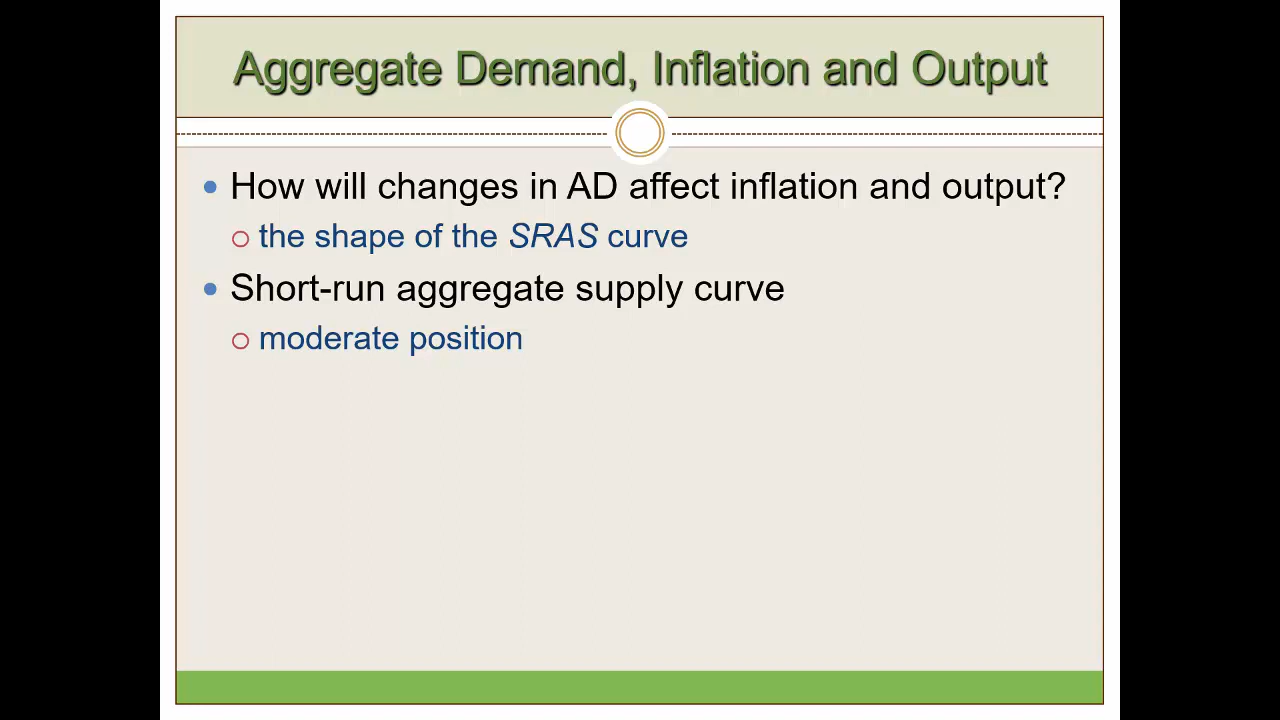 Aggregate Demand, Inflation and Output
How will changes in AD affect inflation and output?
the shape of the SRAS curve
Short-run aggregate supply curve
moderate position